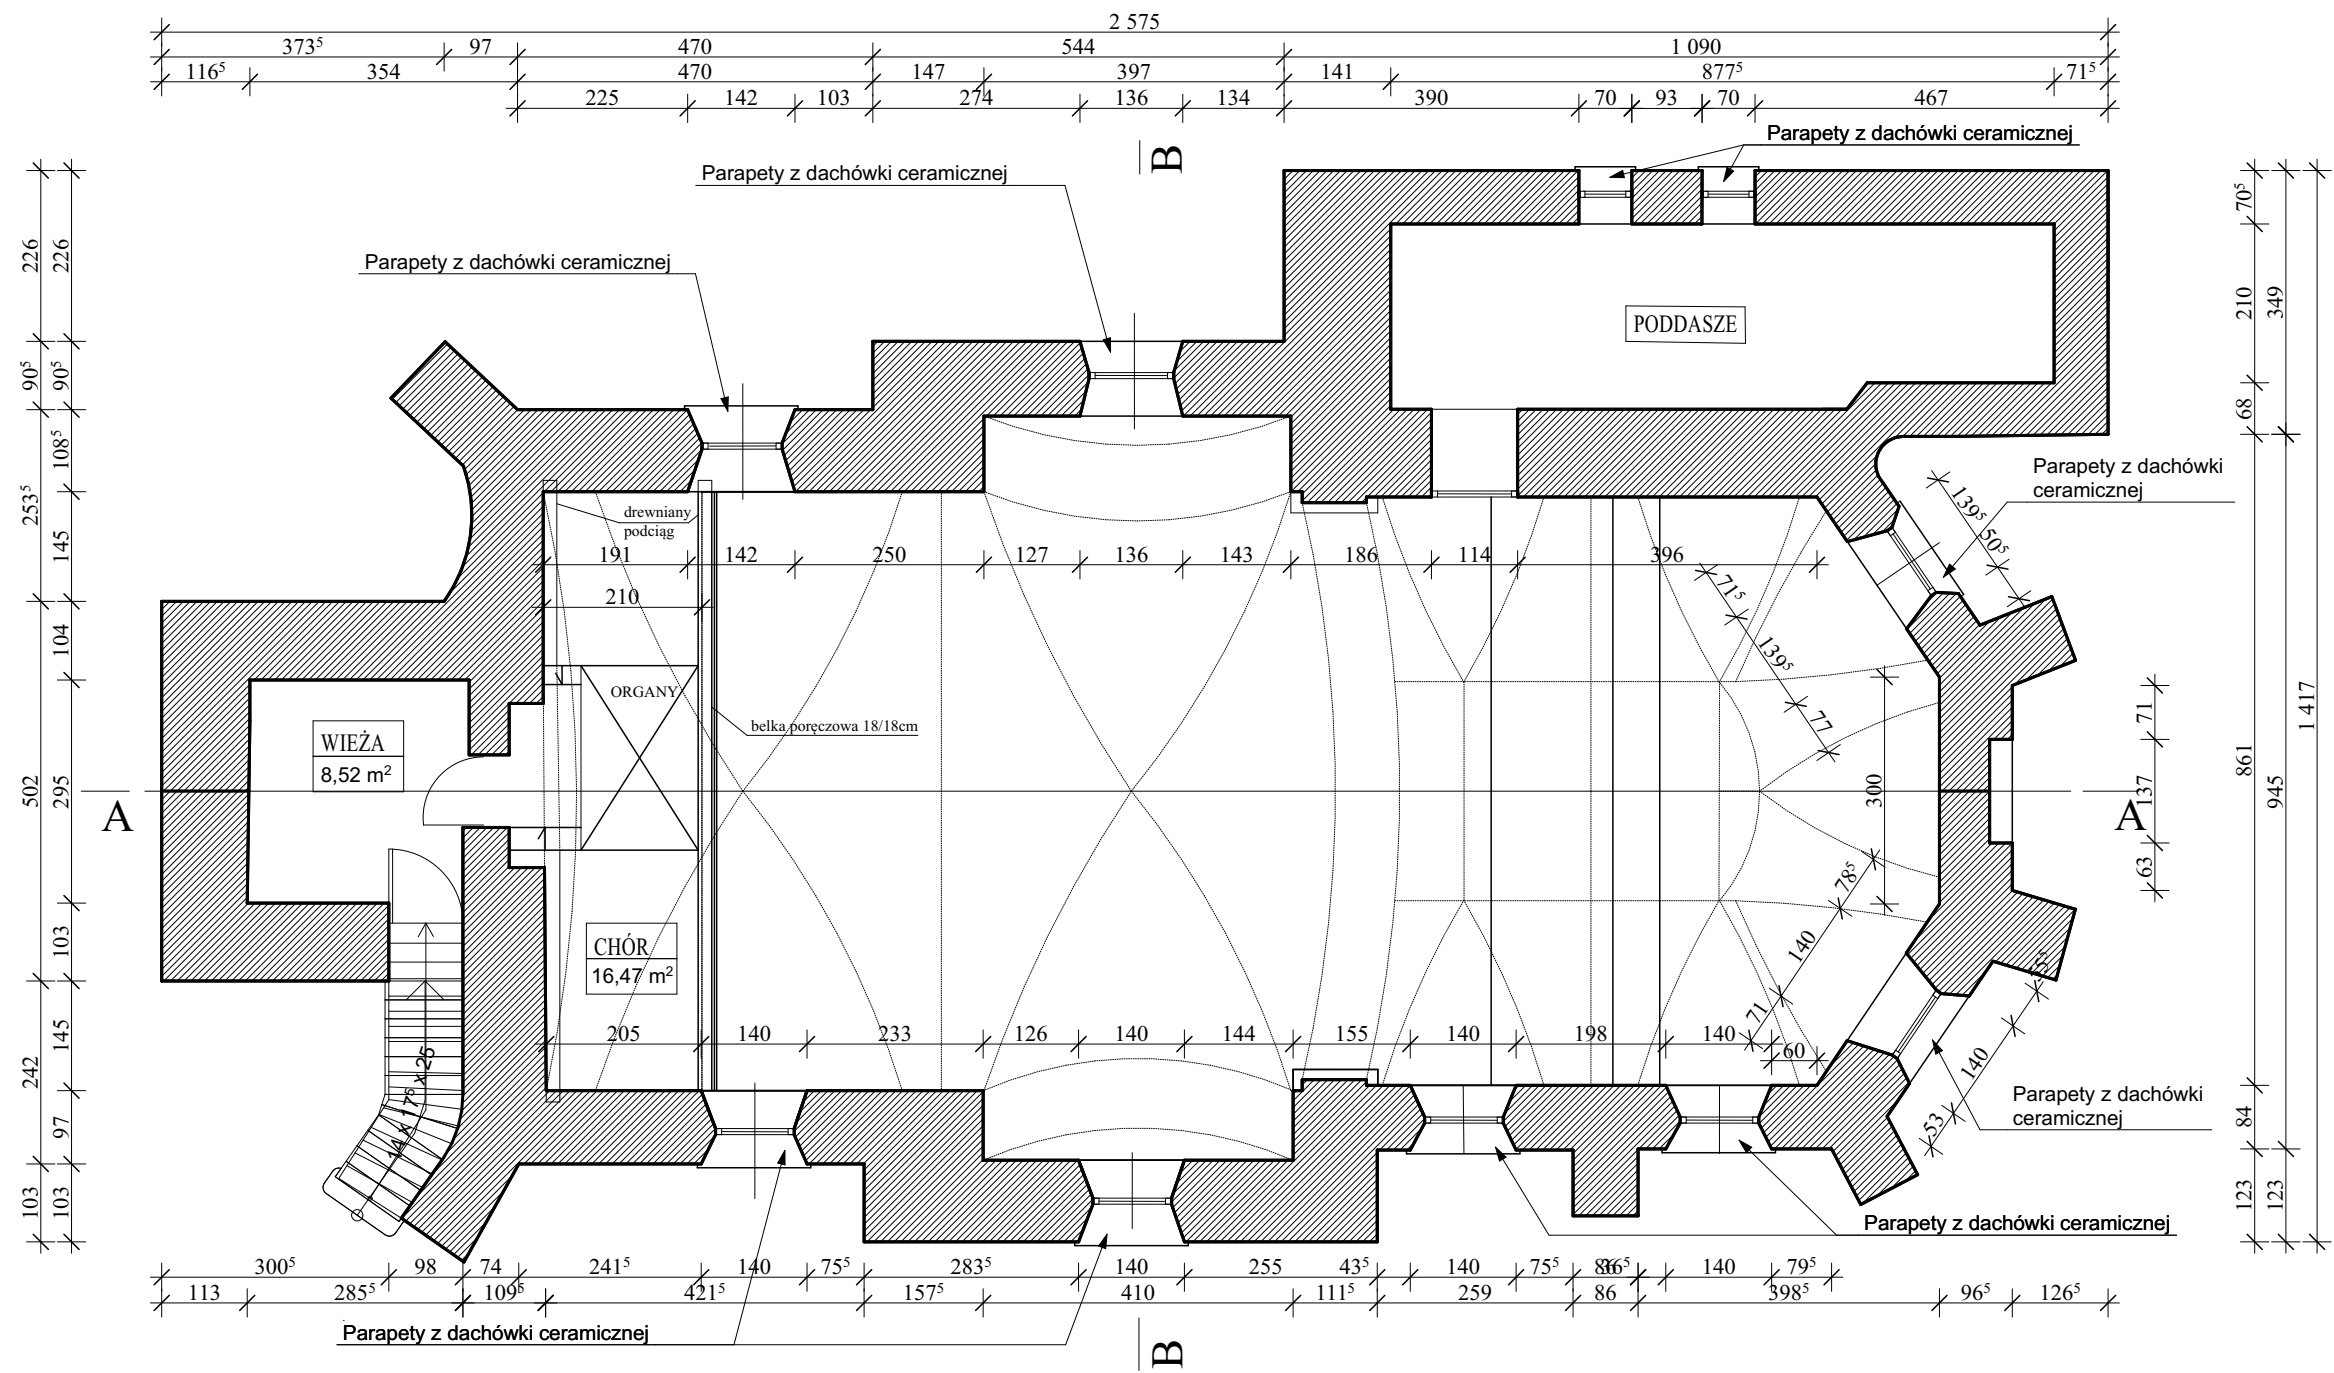 2 575
373⁵ 97 470 544 1 090
116⁵ 354 470 147 397 141 877⁵ 71⁵
225 142 103 274 136 134 390 70 93 70 467
Parapety z dachówki ceramicznej
B
Parapety z dachówki ceramicznej
Parapety z dachówki ceramicznej
226 226
90⁵ 90⁵
253⁵ 108⁵
145
502 104
295
103
242 145
97
103 103
70⁵
210 349
68
1 417
861 945
84
123 123
PODDASZE
Parapety z dachówki
ceramicznej
139⁵ 50⁵
drewniany
podciąg
191 142 250 127 136 143 186 114 396
210
71⁵ 139⁵ 77
ORGANY
belka poręczowa 18/18cm
WIEŻA
8,52 m²
A
300
71
137
63
A
CHÓR
16,47 m²
78⁵
140
71
205 140 233 126 140 144 155 140 198 140
60
14 x 17⁵ x 25
140
53
Parapety z dachówki
ceramicznej
Parapety z dachówki ceramicznej
300⁵ 98 74 241⁵ 140 75⁵ 283⁵ 140 255 43⁵ 140 75⁵ 86 140 79⁵
113 285⁵ 109⁵ 421⁵ 157⁵ 410 111⁵ 259 86 398⁵ 96⁵ 126⁵
Parapety z dachówki ceramicznej
B